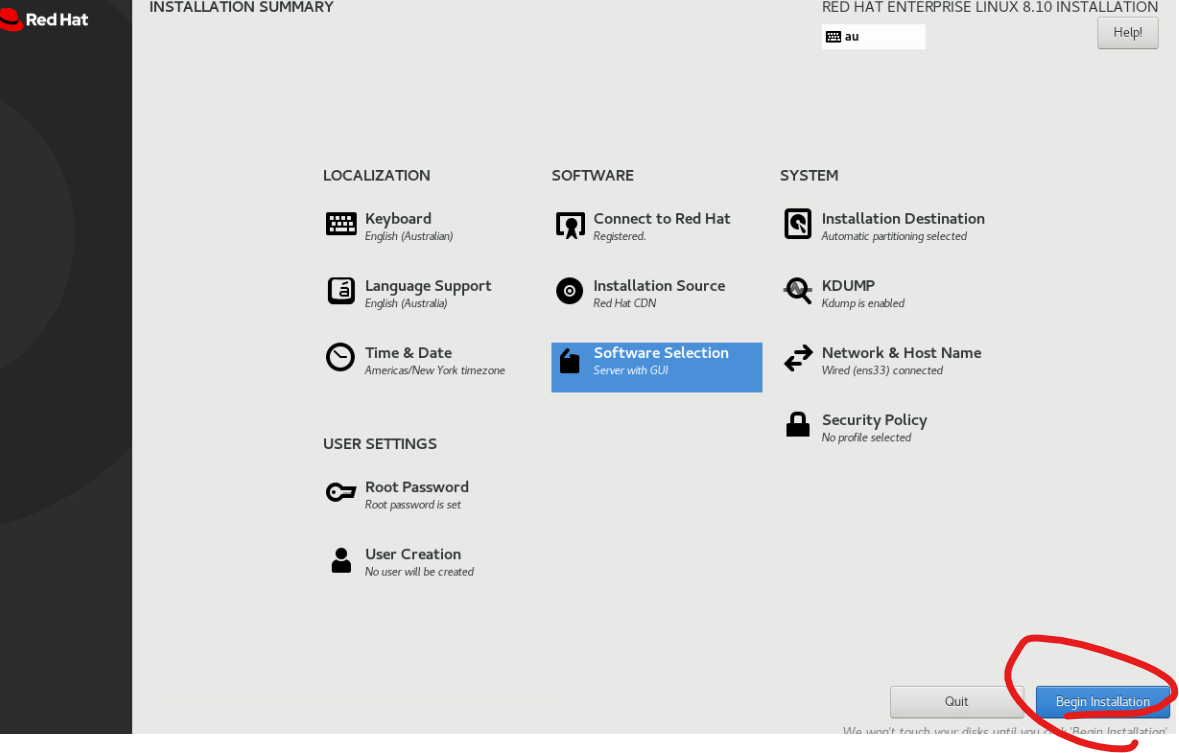 INSTALLATION SUMMARY
RED HAT ENTERPRISE LINUX 8.10 INSTALLATION
Red Hat
au
Help!
LOCALIZATION
Keyboard
English (Australian)
Language Support
English (Australia)
Time & Date
Americas/New York timezone
USER SETTINGS
Root Password
Root password is set
User Creation
No user will be created
SOFTWARE
Connect to Red Hat
Registered.
Installation Source
Red Hat CDN
Software Selection
Server with GUI
SYSTEM
Installation Destination
Automatic partitioning selected
KDUMP
Kdump is enabled
Network & Host Name
Wired (ens33) connected
Security Policy
No profile selected
Quit
Begin Installation
We won't touch your disks until you click 'Begin Installation'